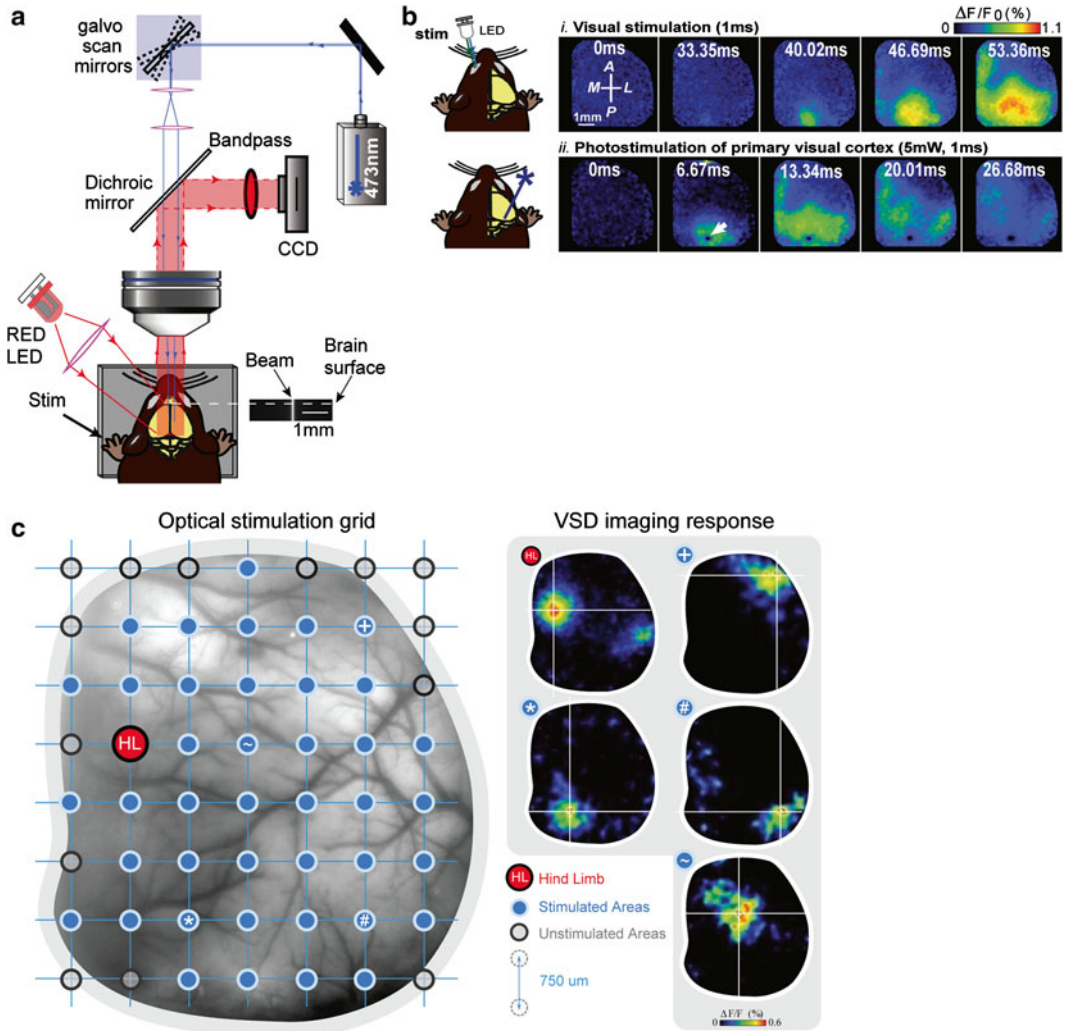 a
galvo
scan
mirrors
Bandpass
473nm
Dichroic
mirror
CCD
RED
LED
Beam
Brain
surface
Stim
1mm
b
stim
LED
i. Visual stimulation (1ms)
ΔF/F0 (%)
0 1.1
0ms 33.35ms 40.02ms 46.69ms 53.36ms
A
M L
P
1mm
ii. Photostimulation of primary visual cortex (5mW, 1ms)
0ms 6.67ms 13.34ms 20.01ms 26.68ms
c
Optical stimulation grid
+
HL
~
*
#
VSD imaging response
HL
+
*
#
~
HL Hind Limb
Stimulated Areas
Unstimulated Areas
750 um
ΔF/F (%)
0 0.6